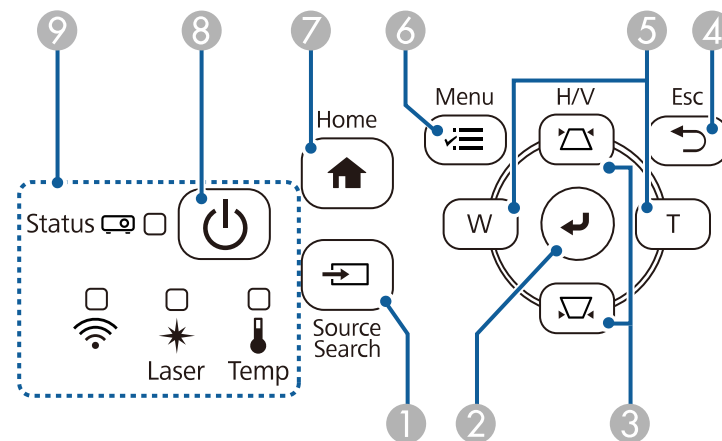 9 8 7 6 5 4
Menu H/V Esc
Home
Status
W T
Source
Search
Laser Temp
1 2 3